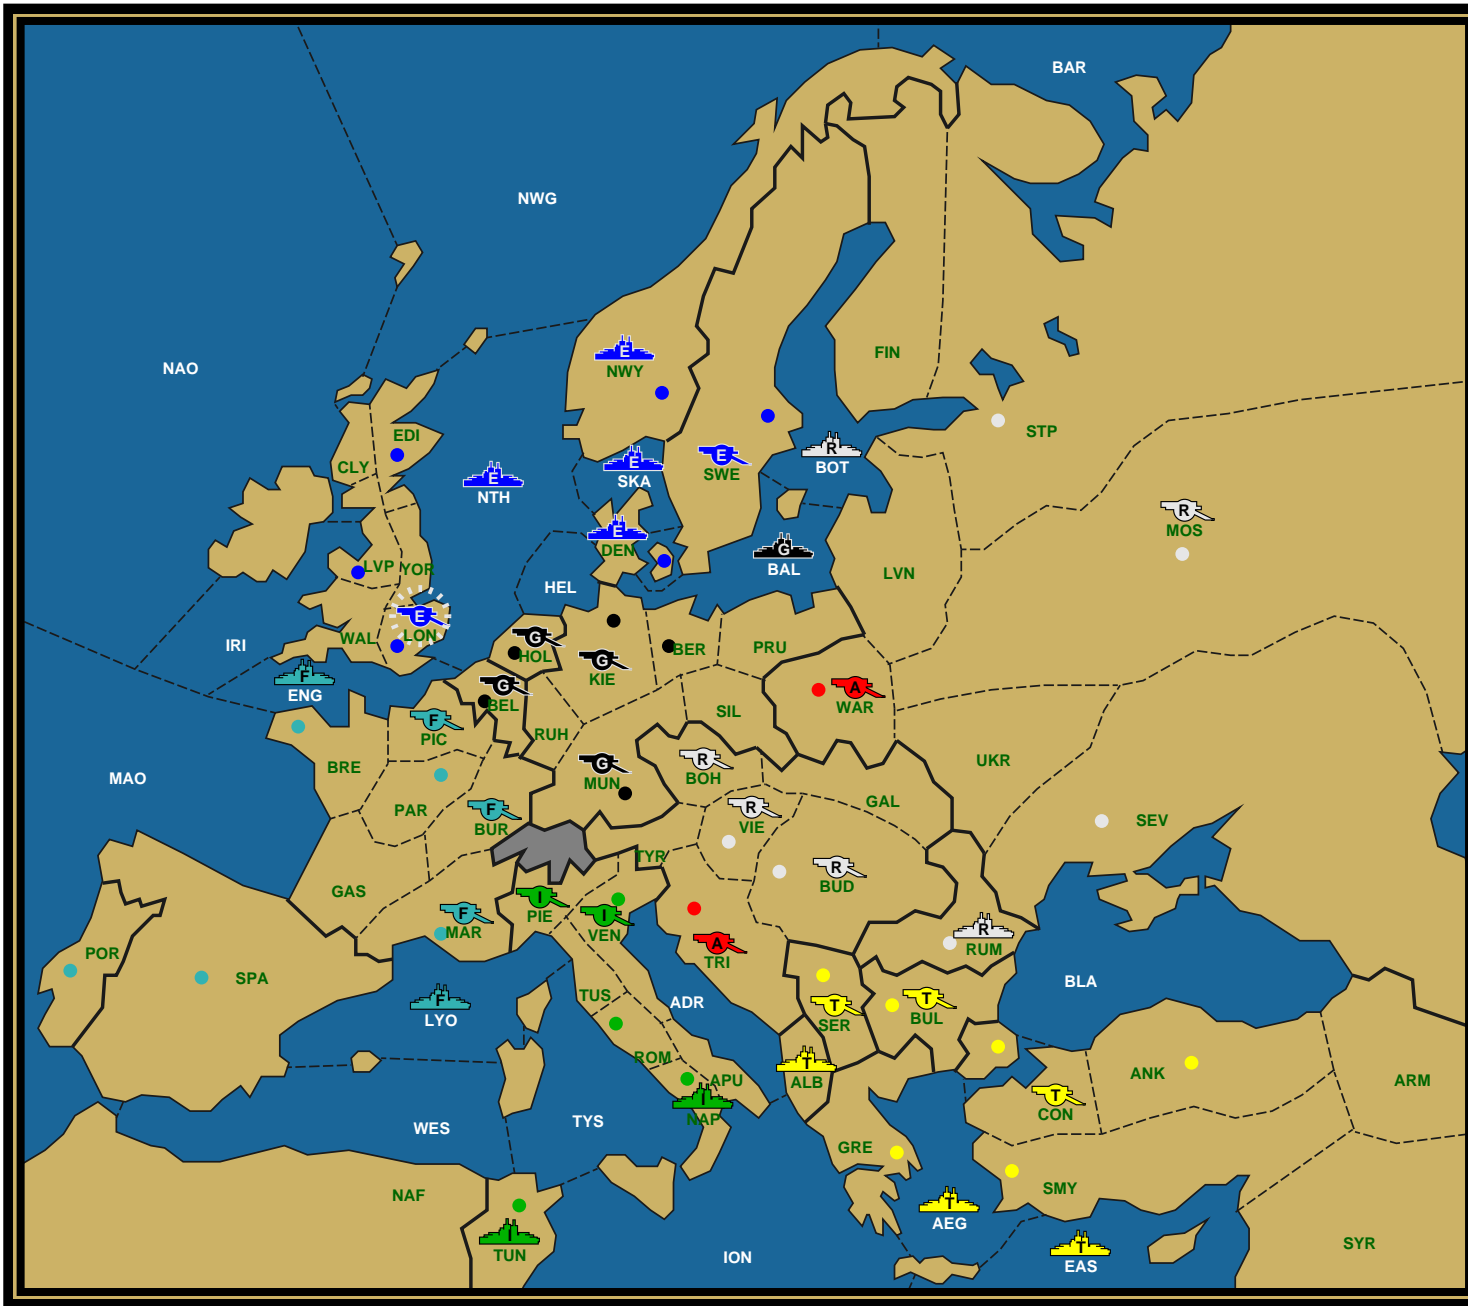 BAR
NWG
E
NWY
FIN
NAO
EDI
STP
CLY
E
NTH
E
SKA
E
SWE
R
BOT
R
MOS
E
DEN
G
BAL
LVP
YOR
HEL
LVN
E
LON
WAL
IRI
G
HOL
G
KIE
BER
PRU
F
ENG
G
BEL
A
WAR
F
PIC
RUH
SIL
BRE
G
MUN
R
BOH
UKR
MAO
PAR
F
BUR
R
VIE
GAL
SEV
TYR
R
BUD
GAS
I
PIE
I
VEN
F
MAR
A
TRI
R
RUM
POR
SPA
F
LYO
TUS
ADR
T
SER
T
BUL
BLA
ROM
APU
T
ALB
ANK
ARM
I
NAP
T
CON
WES
TYS
GRE
NAF
SMY
T
AEG
I
TUN
ION
T
EAS
SYR